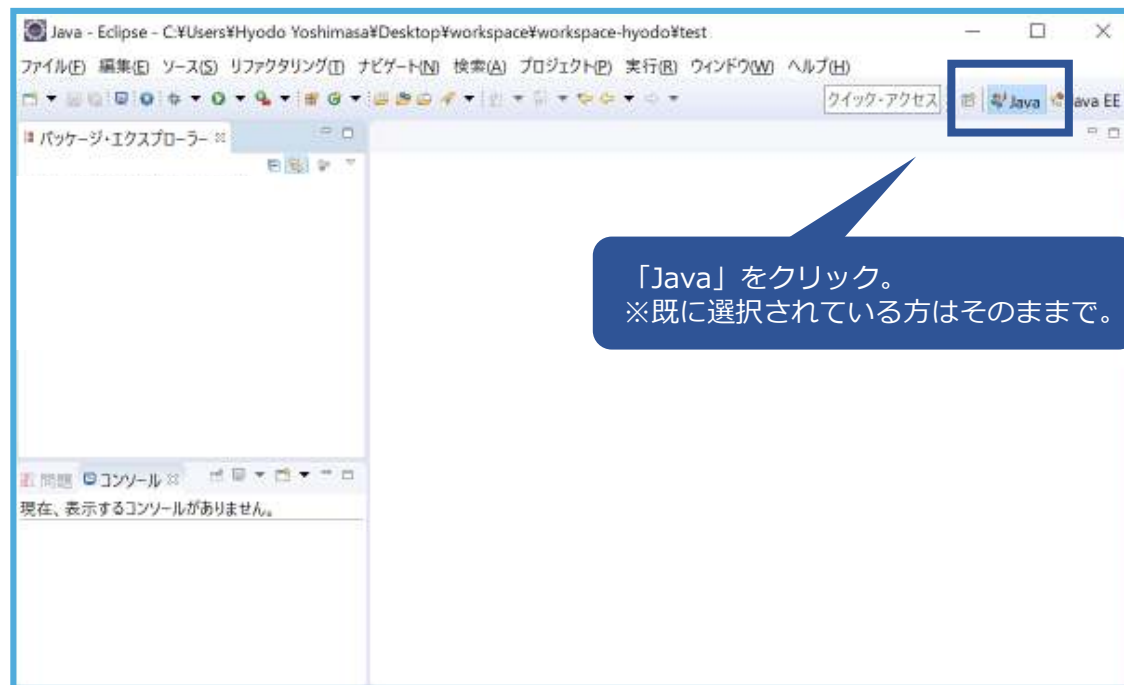 Java - Eclipse - C:¥Users¥Hyodo Yoshimasa¥Desktop¥workspace¥workspace-hyodo¥test
ファイル(F) 編集(E) ソース(S) リファクタリング(T) ナビゲート(N) 検索(A) プロジェクト(P) 実行(R) ウィンドウ(W) ヘルプ(H)
クイック・アクセス Java ava EE
パッケージ・エクスプローラー
「Java」をクリック。
※既に選択されている方はそのままで。
問題 コンソール
現在、表示するコンソールがありません。